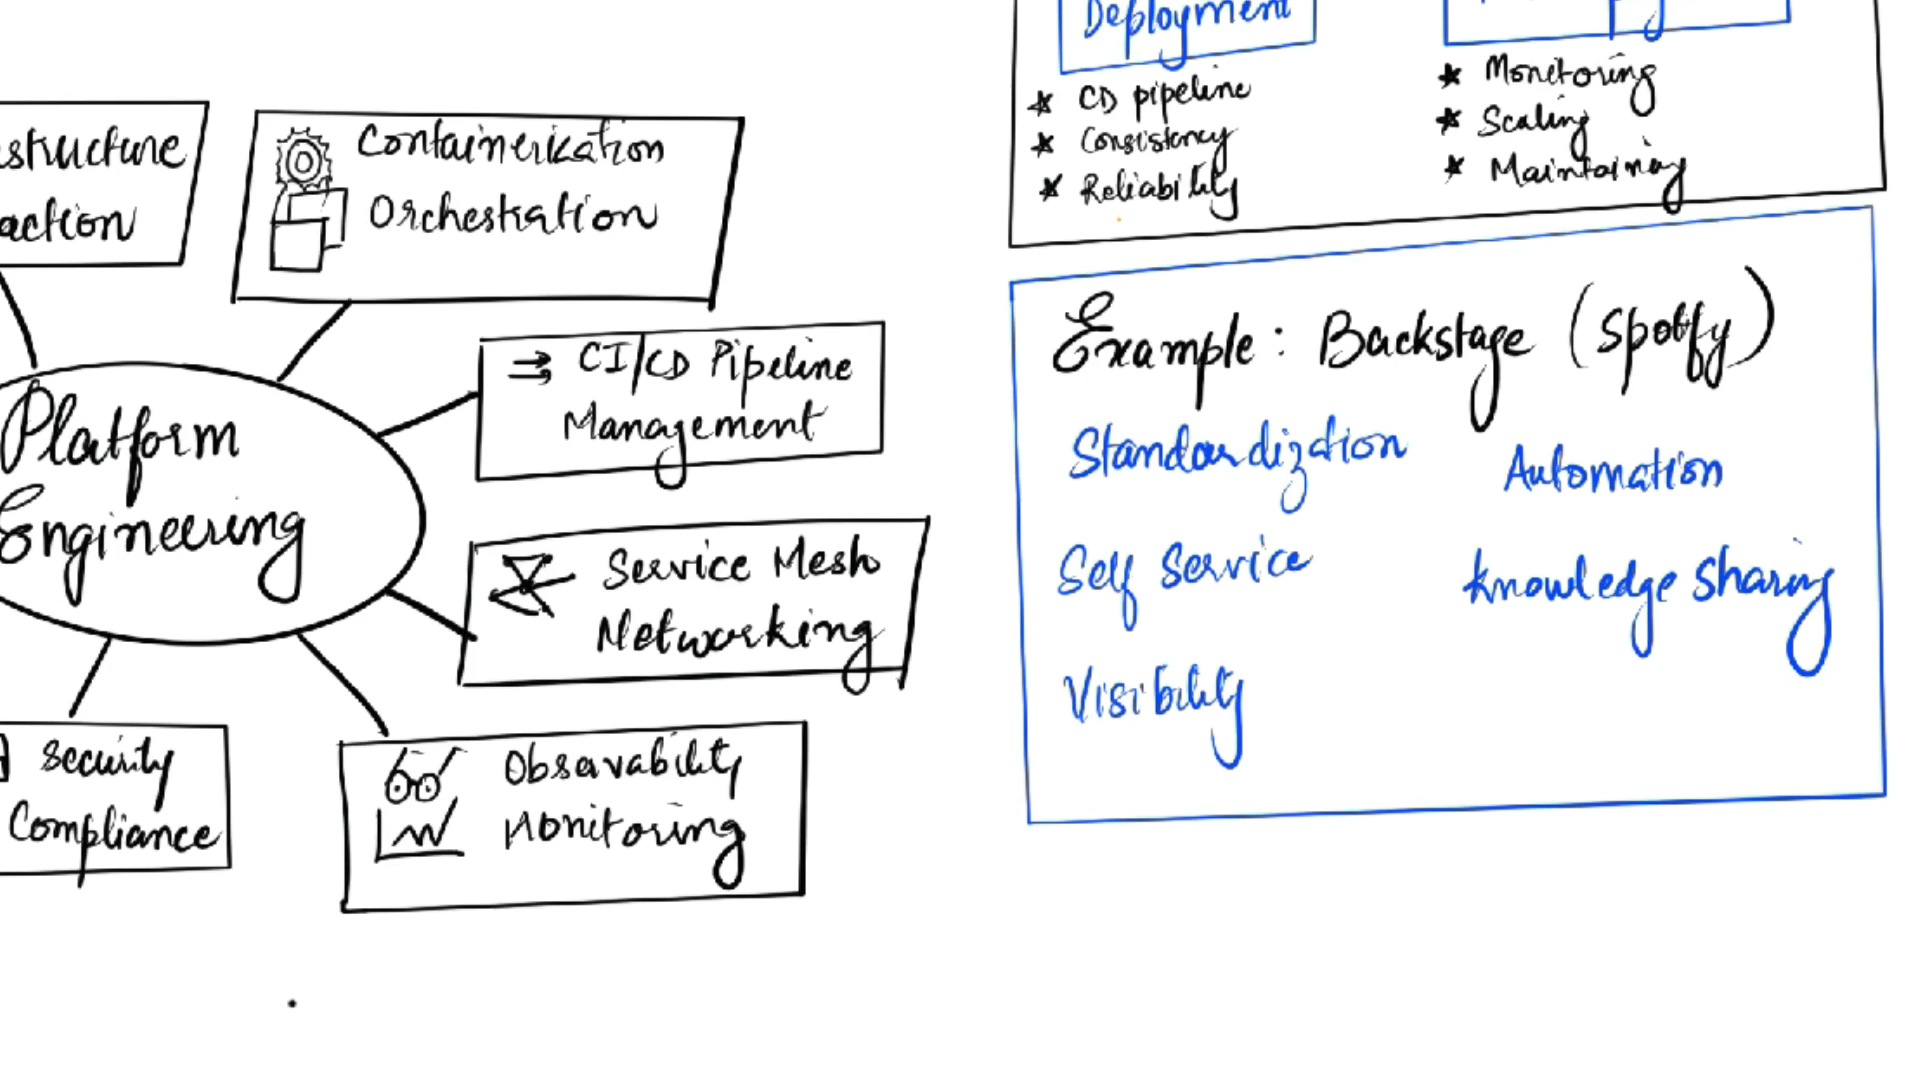 structure
action
Containerization
Orchestration
Platform
Engineering
CI/CD Pipeline
Management
Service Mesh
Networking
Security
Compliance
Observability
Monitoring
Deployment
* CD pipeline
* Consistency
* Reliability
* Monitoring
* Scaling
* Maintaining
Example: Backstage (Spotify)
Standardization
Automation
Self Service
knowledge sharing
Visibility